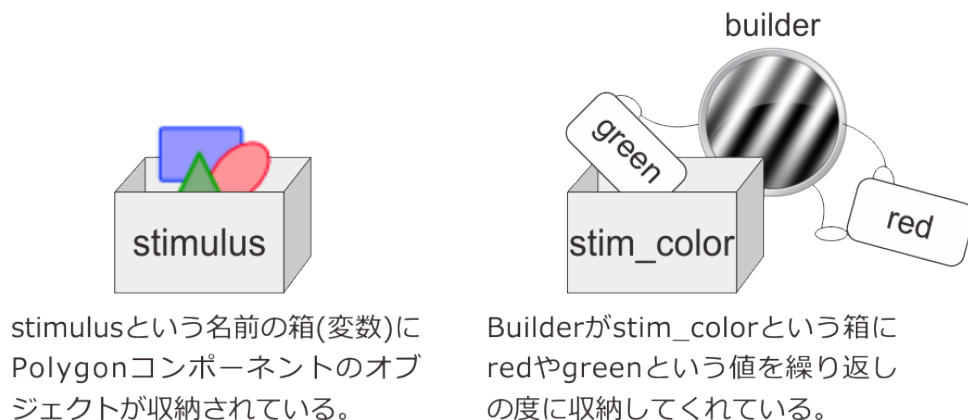 builder
green
red
stimulus
stim_color
stimulusという名前の箱(変数)に
Polygonコンポーネントのオブ
ジェクトが収納されている。
Builderがstim_colorという箱に
redやgreenという値を繰り返し
の度に収納してくれている。